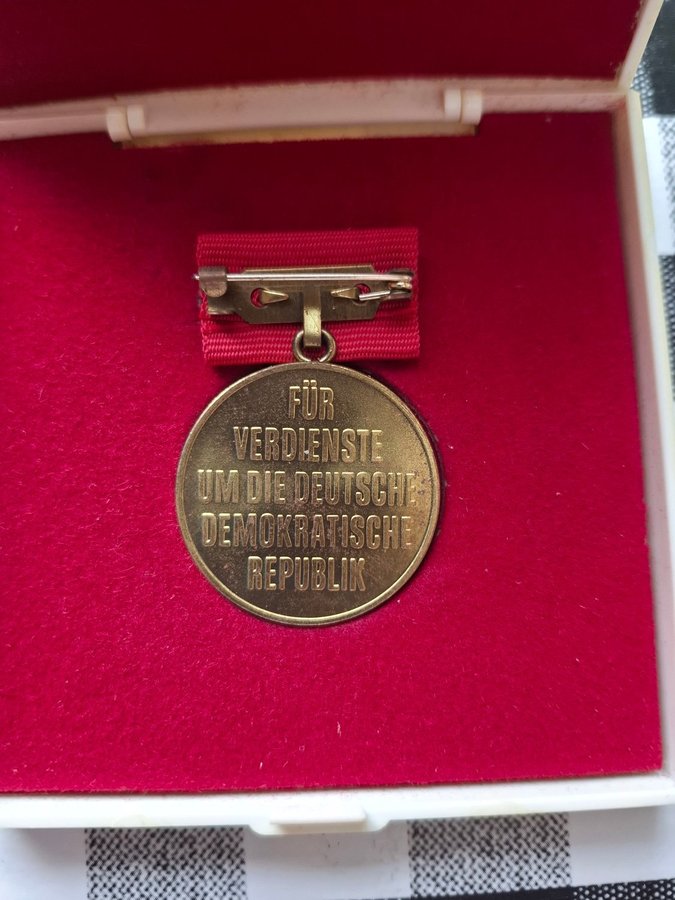 FÜR
VERDIENSTE
UM DIE DEUTSCHE
DEMOKRATISCHE
REPUBLIK